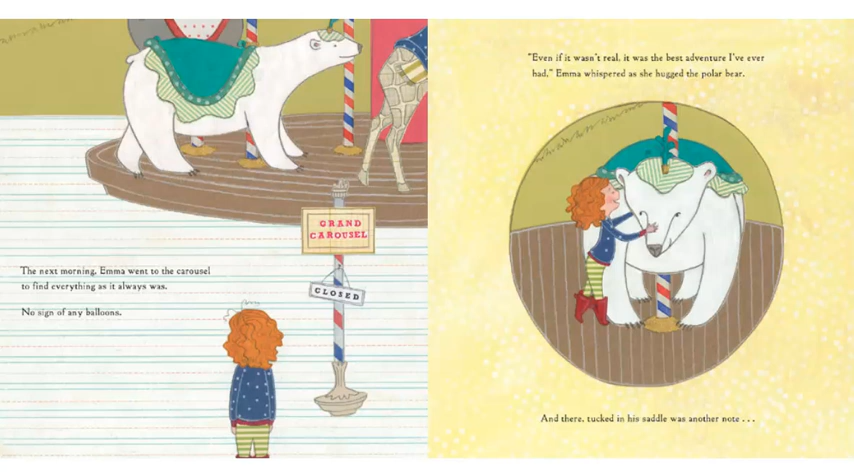 GRAND
CAROUSEL
CLOSED
The next morning, Emma went to the carousel
to find everything as it always was.
No sign of any balloons.
"Even if it wasn't real, it was the best adventure I've ever
had," Emma whispered as she hugged the polar bear.
And there, tucked in his saddle was another note . . .